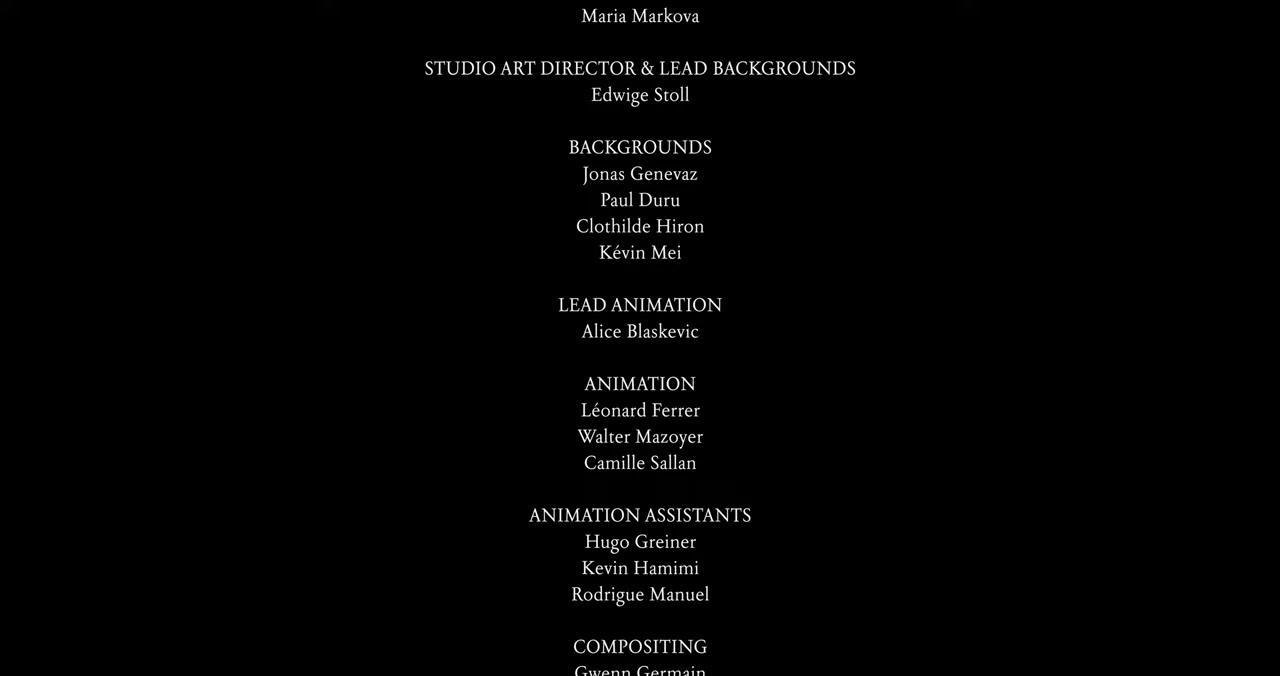 Maria Markova
STUDIO ART DIRECTOR & LEAD BACKGROUNDS
Edwige Stoll
BACKGROUNDS
Jonas Genevaz
Paul Duru
Clothilde Hiron
Kévin Mei
LEAD ANIMATION
Alice Blaskevic
ANIMATION
Léonard Ferrer
Walter Mazoyer
Camille Sallan
ANIMATION ASSISTANTS
Hugo Greiner
Kevin Hamimi
Rodrigue Manuel
COMPOSITING
Gwenn Germain